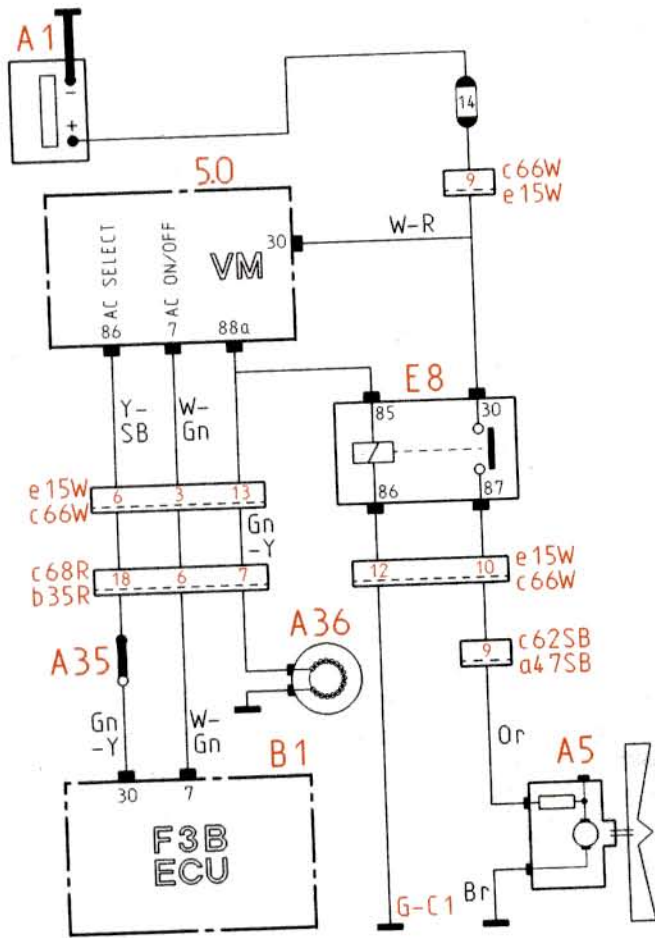 A1
−
+
14
9
c66W
e15W
5.0
W-R
30
VM
AC SELECT
AC ON/OFF
86
7
88a
E8
85
30
86
87
Y-
SB
W-
Gn
e15W
c66W
6
3
13
Gn
-Y
c68R
b35R
18
6
7
12
10
e15W
c66W
A36
9
c62SB
a47SB
A35
Gn
-Y
W-
Gn
Or
A5
B1
30
7
F3B
ECU
G-C1
Br